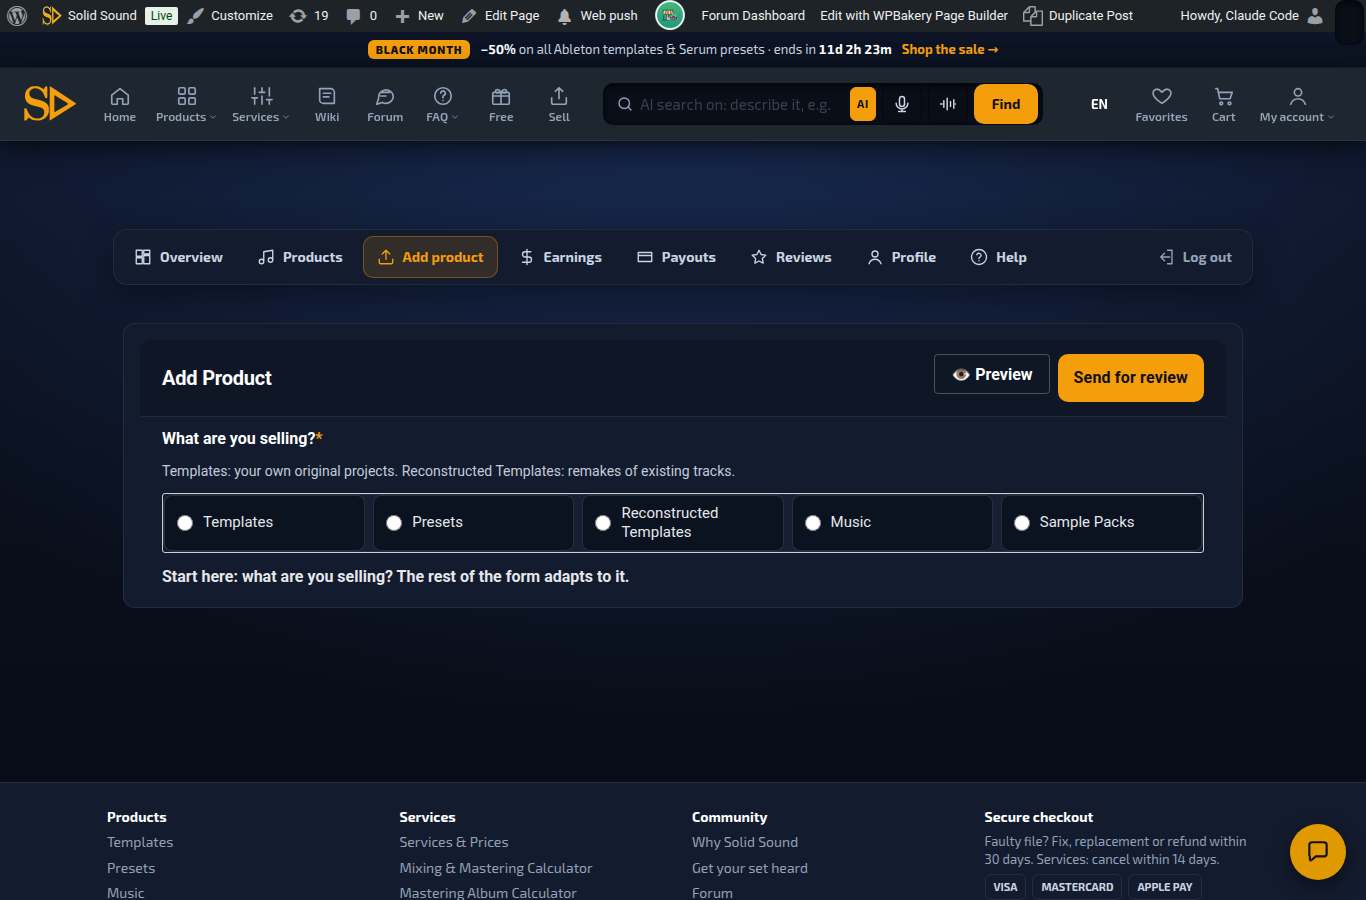 Solid Sound Live Customize 19 0 New Edit Page Web push Forum Dashboard Edit with WPBakery Page Builder Duplicate Post Howdy, Claude Code
BLACK MONTH −50% on all Ableton templates & Serum presets · ends in 11d 2h 23m Shop the sale →
AI search on: describe it, e.g. AI Find EN
Home Products Services Wiki Forum FAQ Free Sell Favorites Cart My account
Overview Products Add product Earnings Payouts Reviews Profile Help Log out
Add Product Preview Send for review
What are you selling?*
Templates: your own original projects. Reconstructed Templates: remakes of existing tracks.
Templates Presets Reconstructed Templates Music Sample Packs
Start here: what are you selling? The rest of the form adapts to it.
Products Services Community Secure checkout
Templates Services & Prices Why Solid Sound Faulty file? Fix, replacement or refund within
30 days. Services: cancel within 14 days.
Presets Mixing & Mastering Calculator Get your set heard
Music Mastering Album Calculator Forum VISA MASTERCARD APPLE PAY